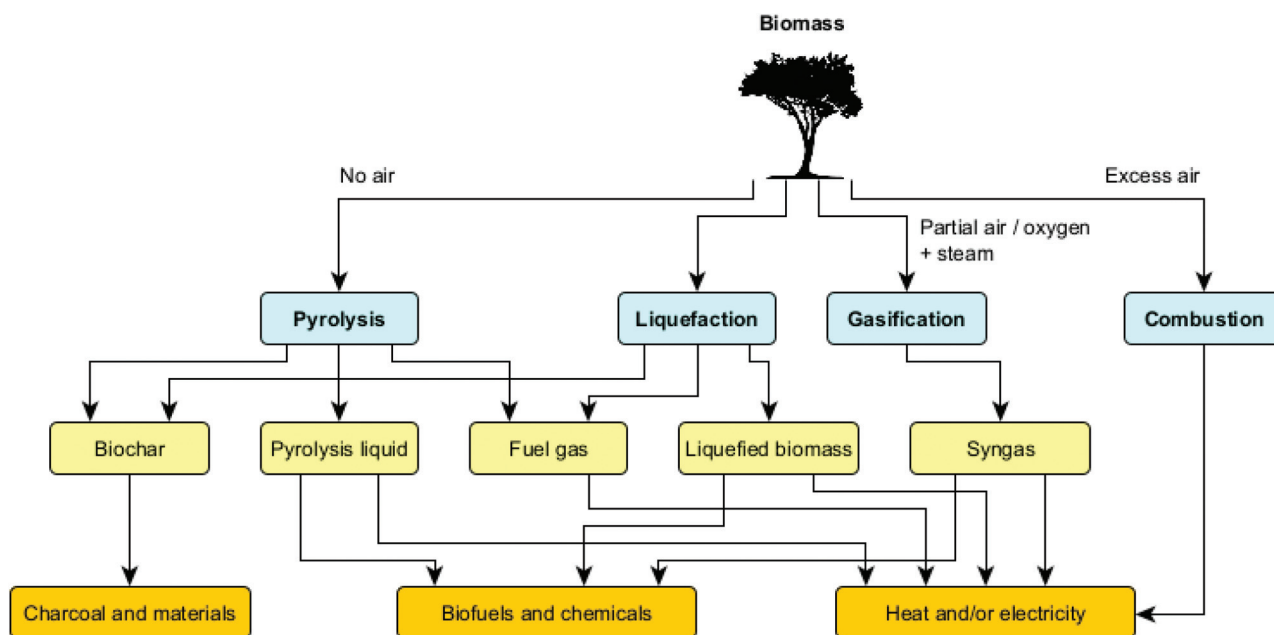 Biomass
No air
Excess air
Partial air / oxygen
+ steam
Pyrolysis
Liquefaction
Gasification
Combustion
Biochar
Pyrolysis liquid
Fuel gas
Liquefied biomass
Syngas
Charcoal and materials
Biofuels and chemicals
Heat and/or electricity